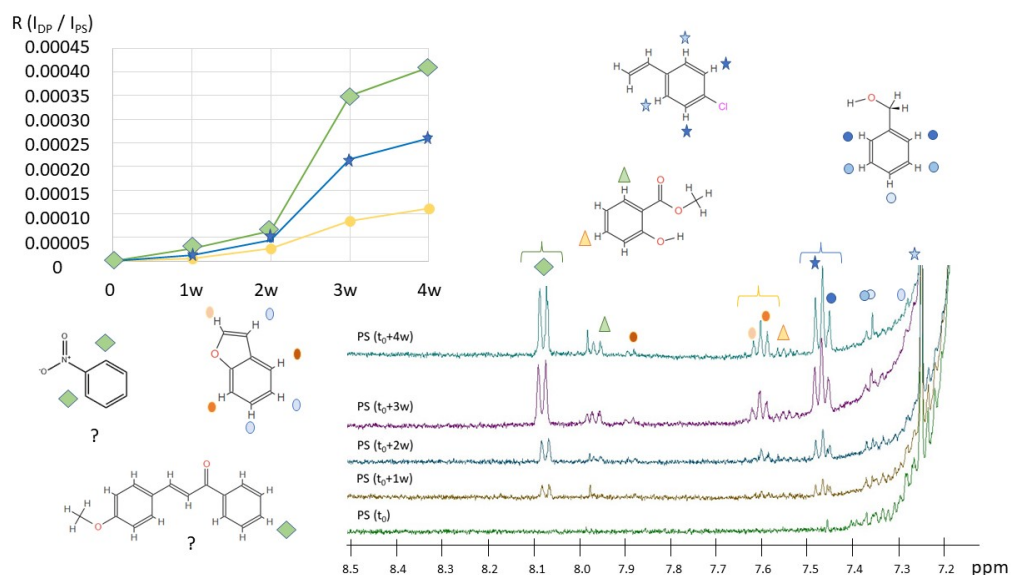 R (I_DP / I_PS)
0.00045
0.00040
0.00035
0.00030
0.00025
0.00020
0.00015
0.00010
0.00005
0
0 1w 2w 3w 4w
H H H H H H H Cl
H O H H H H H H H
H O O H H H H H O H H
O N⁺ ⁻O
?
H H O H H H H
H H H H O H H H H H O H H H H H H H
?
PS (t₀+4w)
PS (t₀+3w)
PS (t₀+2w)
PS (t₀+1w)
PS (t₀)
8.5 8.4 8.3 8.2 8.1 8.0 7.9 7.8 7.7 7.6 7.5 7.4 7.3 7.2 ppm